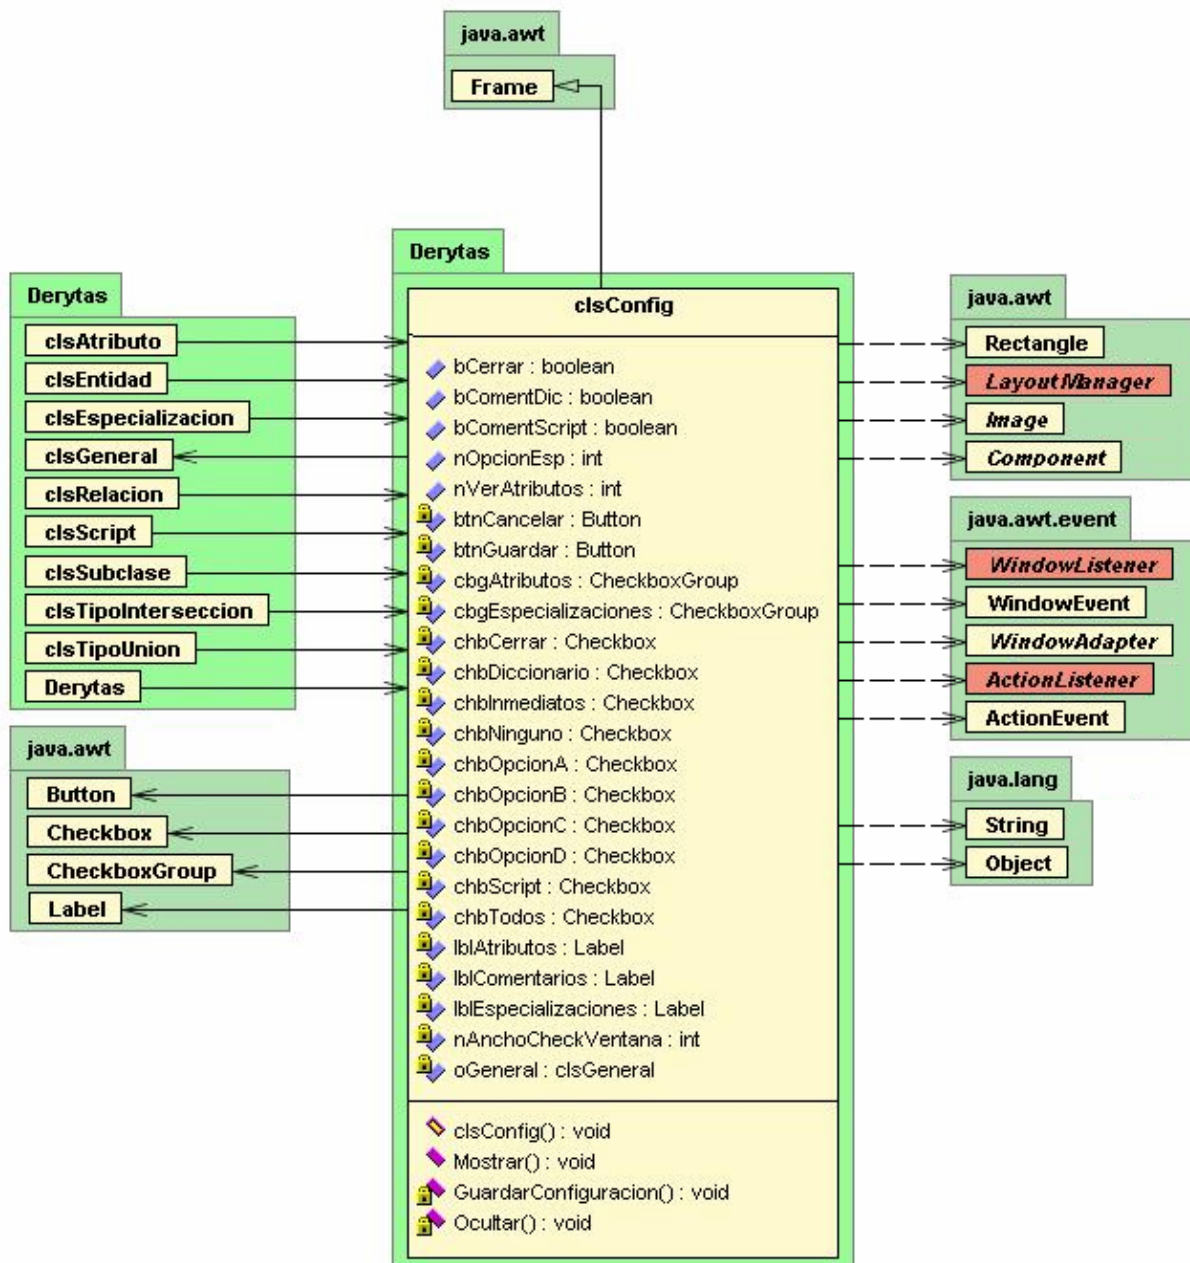 java.awt
Frame
Derytas
clsAtributo
clsEntidad
clsEspecializacion
clsGeneral
clsRelacion
clsScript
clsSubclase
clsTipoInterseccion
clsTipoUnion
Derytas
java.awt
Button
Checkbox
CheckboxGroup
Label
Derytas
clsConfig
bCerrar : boolean
bComentDic : boolean
bComentScript : boolean
nOpcionEsp : int
nVerAtributos : int
btnCancelar : Button
btnGuardar : Button
cbgAtributos : CheckboxGroup
cbgEspecializaciones : CheckboxGroup
chbCerrar : Checkbox
chbDiccionario : Checkbox
chbInmediatos : Checkbox
chbNinguno : Checkbox
chbOpcionA : Checkbox
chbOpcionB : Checkbox
chbOpcionC : Checkbox
chbOpcionD : Checkbox
chbScript : Checkbox
chbTodos : Checkbox
lblAtributos : Label
lblComentarios : Label
lblEspecializaciones : Label
nAnchoCheckVentana : int
oGeneral : clsGeneral
clsConfig() : void
Mostrar() : void
GuardarConfiguracion() : void
Ocultar() : void
java.awt
Rectangle
LayoutManager
Image
Component
java.awt.event
WindowListener
WindowEvent
WindowAdapter
ActionListener
ActionEvent
java.lang
String
Object